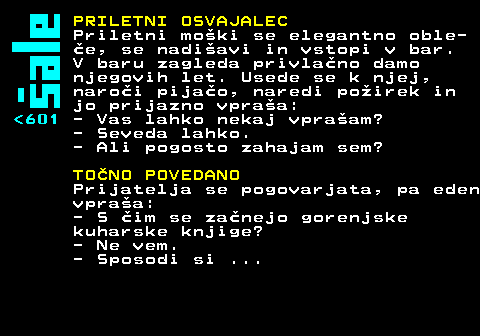 šale
<601
PRILETNI OSVAJALEC
Priletni moški se elegantno oble-
če, se nadišavi in vstopi v bar.
V baru zagleda privlačno damo
njegovih let. Usede se k njej,
naroči pijačo, naredi požirek in
jo prijazno vpraša:
- Vas lahko nekaj vprašam?
- Seveda lahko.
- Ali pogosto zahajam sem?
TOČNO POVEDANO
Prijatelja se pogovarjata, pa eden
vpraša:
- S čim se začnejo gorenjske
kuharske knjige?
- Ne vem.
- Sposodi si ...